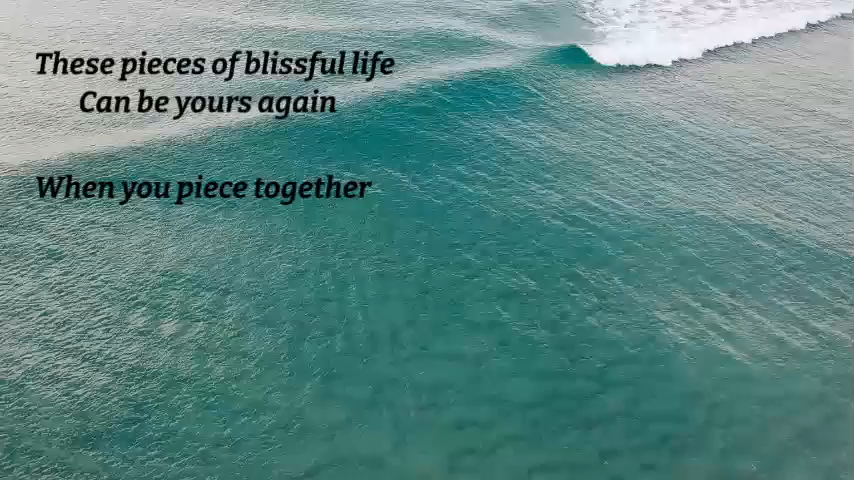 These pieces of blissful life
Can be yours again
When you piece together